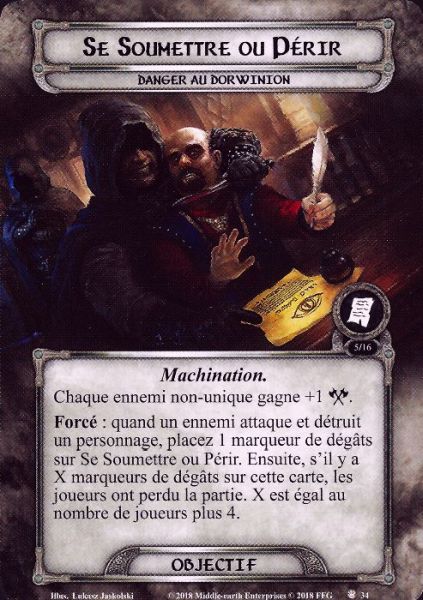 Se Soumettre ou Périr
DANGER AU DORWINION
5/16
Machination.
Chaque ennemi non-unique gagne +1 .
Forcé : quand un ennemi attaque et détruit
un personnage, placez 1 marqueur de dégâts
sur Se Soumettre ou Périr. Ensuite, s'il y a
X marqueurs de dégâts sur cette carte, les
joueurs ont perdu la partie. X est égal au
nombre de joueurs plus 4.
OBJECTIF
Illus. Lukasz Jaskolski © 2018 Middle-earth Enterprises © 2018 FFG 34